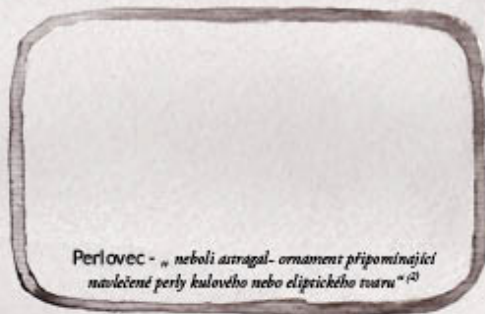 Perlovec - „ neboli astragal- ornament připomínající
navlečené perly kulového nebo eliptického tvaru“ (2)